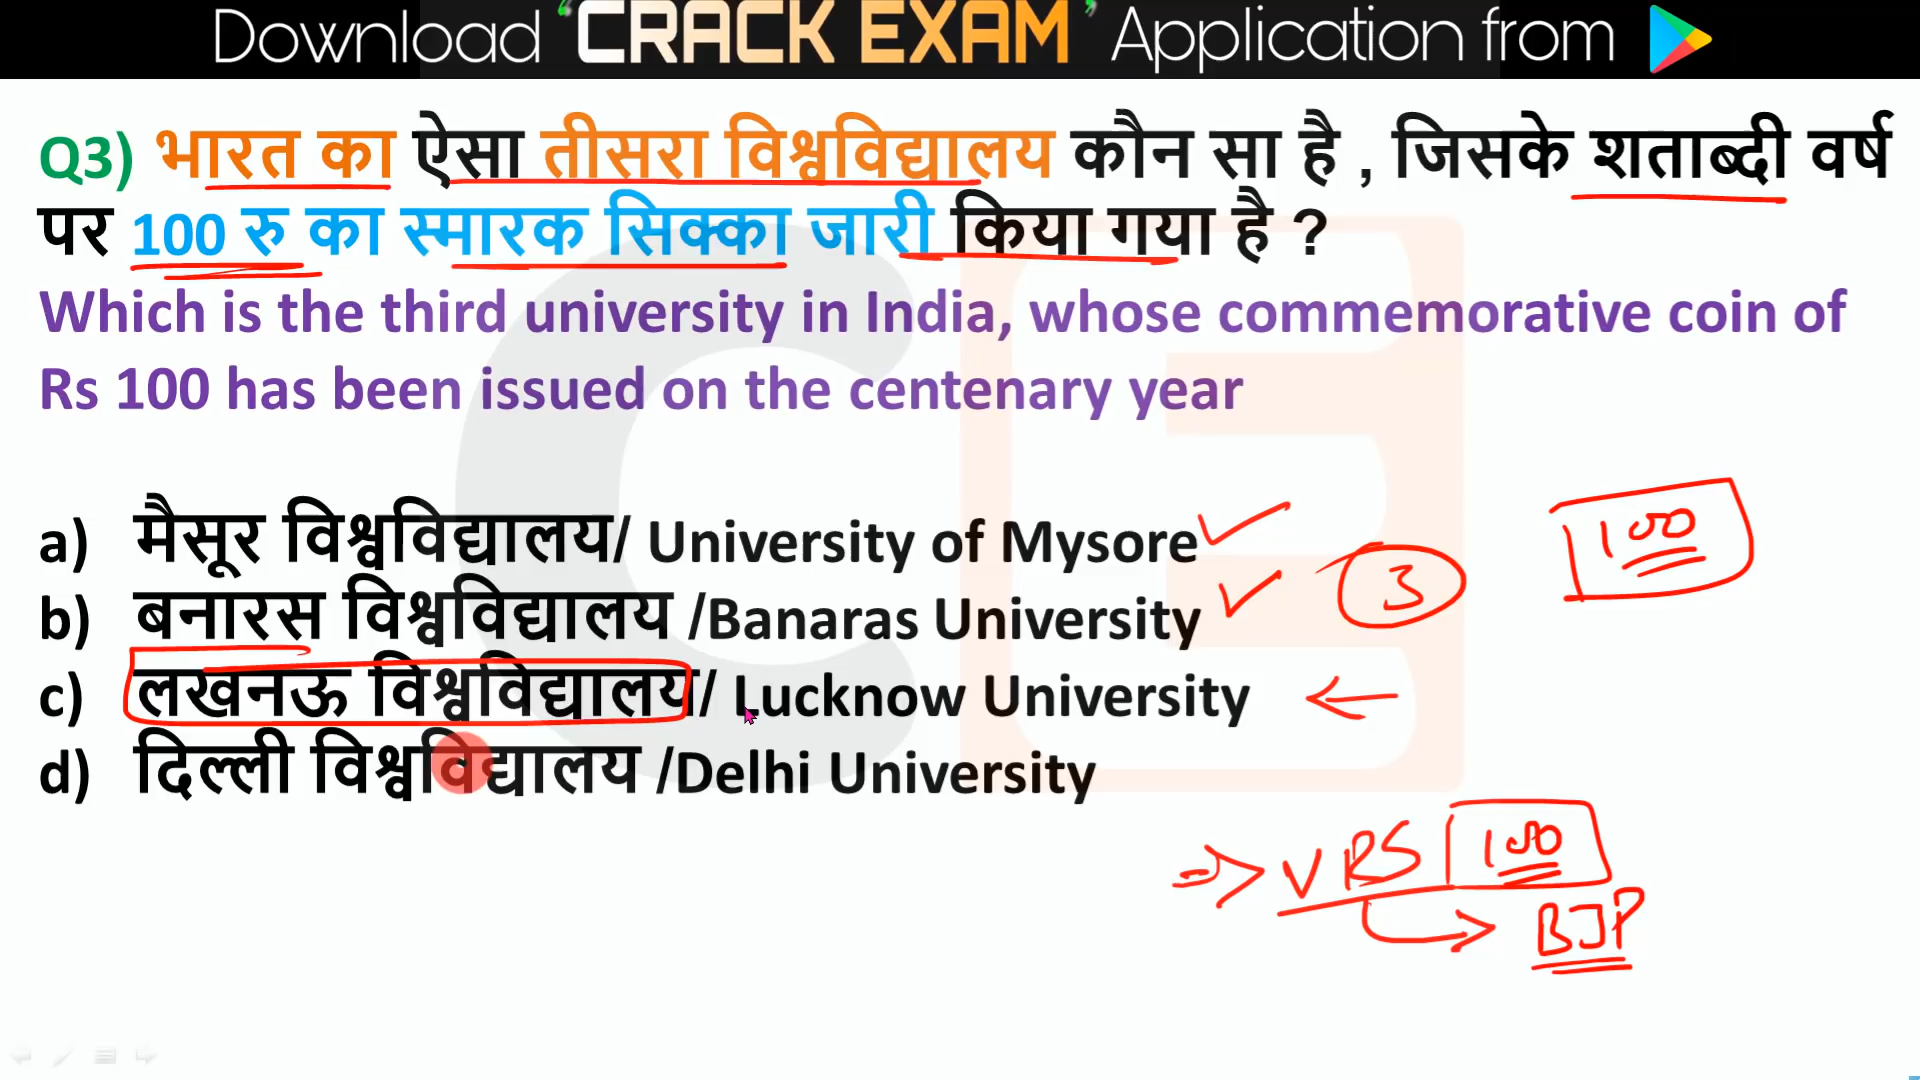 Download ‘CRACK EXAM’ Application from
Q3) भारत का ऐसा तीसरा विश्वविद्यालय कौन सा है , जिसके शताब्दी वर्ष
पर 100 रु का स्मारक सिक्का जारी किया गया है ?
Which is the third university in India, whose commemorative coin of
Rs 100 has been issued on the centenary year
a) मैसूर विश्वविद्यालय/ University of Mysore
b) बनारस विश्वविद्यालय /Banaras University
c) लखनऊ विश्वविद्यालय/ Lucknow University
d) दिल्ली विश्वविद्यालय /Delhi University
100
3
VRS 100
BJP